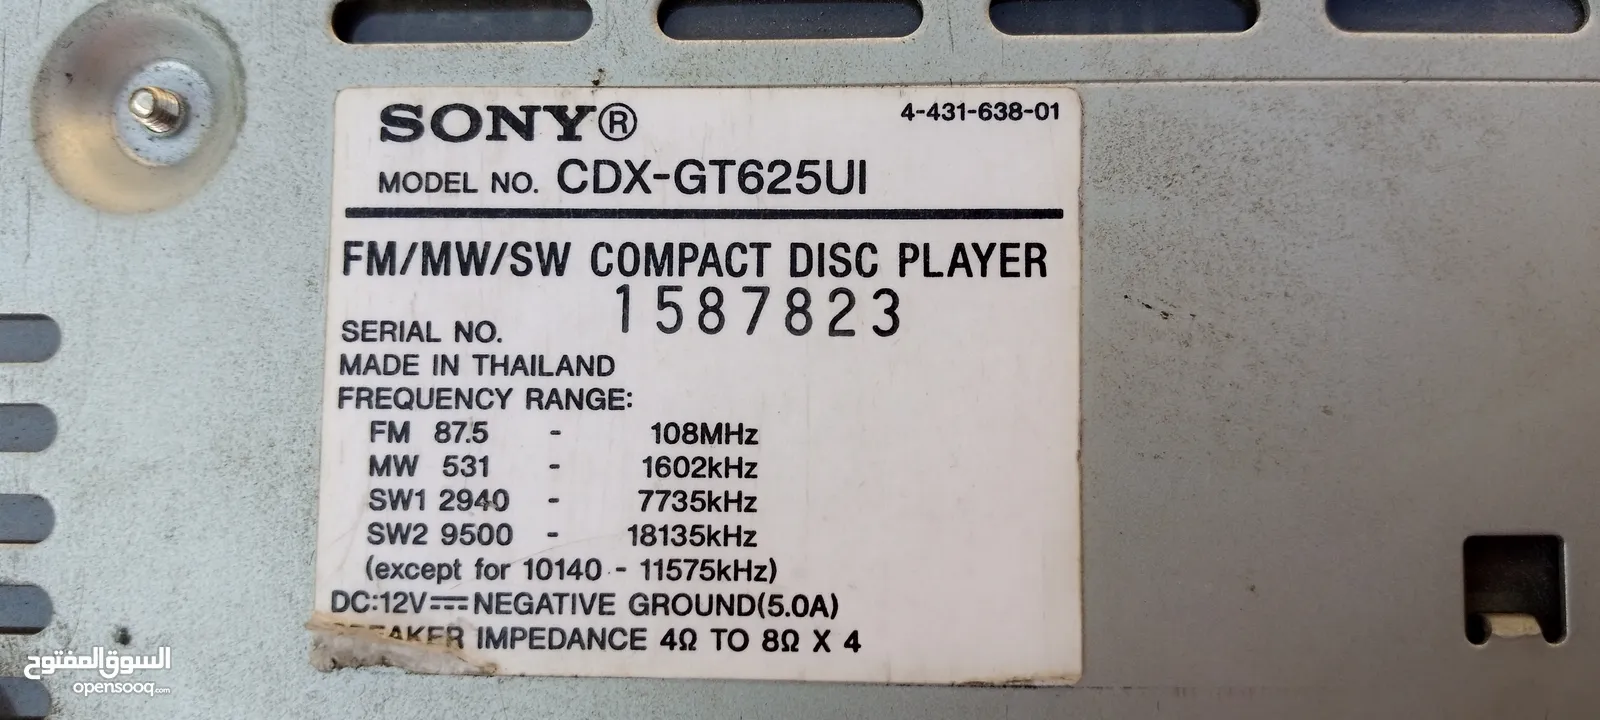 SONY®
4-431-638-01
MODEL NO. CDX-GT625UI
FM/MW/SW COMPACT DISC PLAYER
1587823
SERIAL NO.
MADE IN THAILAND
FREQUENCY RANGE:
FM 87.5 - 108MHz
MW 531 - 1602kHz
SW1 2940 - 7735kHz
SW2 9500 - 18135kHz
(except for 10140 - 11575kHz)
DC:12V⎓NEGATIVE GROUND(5.0A)
SPEAKER IMPEDANCE 4Ω TO 8Ω X 4
السوق المفتوح
opensooq.com